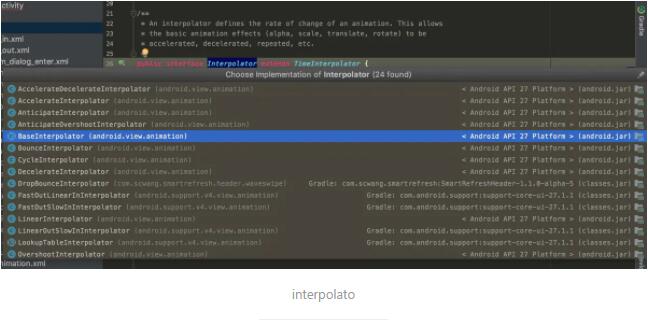 ctivity
_in.xml
_out.xml
m_dialog_enter.xml
21 /**
22 * An interpolator defines the rate of change of an animation. This allows
23 * the basic animation effects (alpha, scale, translate, rotate) to be
24 * accelerated, decelerated, repeated, etc.
25
26 public interface Interpolator extends TimeInterpolator {
Gradle
Choose Implementation of Interpolator (24 found)
AccelerateDecelerateInterpolator (android.view.animation) < Android API 27 Platform > (android.jar)
AccelerateInterpolator (android.view.animation) < Android API 27 Platform > (android.jar)
AnticipateInterpolator (android.view.animation) < Android API 27 Platform > (android.jar)
AnticipateOvershootInterpolator (android.view.animation) < Android API 27 Platform > (android.jar)
BaseInterpolator (android.view.animation) < Android API 27 Platform > (android.jar)
BounceInterpolator (android.view.animation) < Android API 27 Platform > (android.jar)
CycleInterpolator (android.view.animation) < Android API 27 Platform > (android.jar)
DecelerateInterpolator (android.view.animation) < Android API 27 Platform > (android.jar)
DropBounceInterpolator (com.scwang.smartrefresh.header.waveswipe) Gradle: com.scwang.smartrefresh:SmartRefreshHeader-1.1.0-alpha-5 (classes.jar)
FastOutLinearInInterpolator (android.support.v4.view.animation) Gradle: com.android.support:support-core-ui-27.1.1 (classes.jar)
FastOutSlowInInterpolator (android.support.v4.view.animation) Gradle: com.android.support:support-core-ui-27.1.1 (classes.jar)
LinearInterpolator (android.view.animation) < Android API 27 Platform > (android.jar)
LinearOutSlowInInterpolator (android.support.v4.view.animation) Gradle: com.android.support:support-core-ui-27.1.1 (classes.jar)
LookupTableInterpolator (android.support.v4.view.animation) Gradle: com.android.support:support-core-ui-27.1.1 (classes.jar)
OvershootInterpolator (android.view.animation) < Android API 27 Platform > (android.jar)
nimation.xml
interpolato